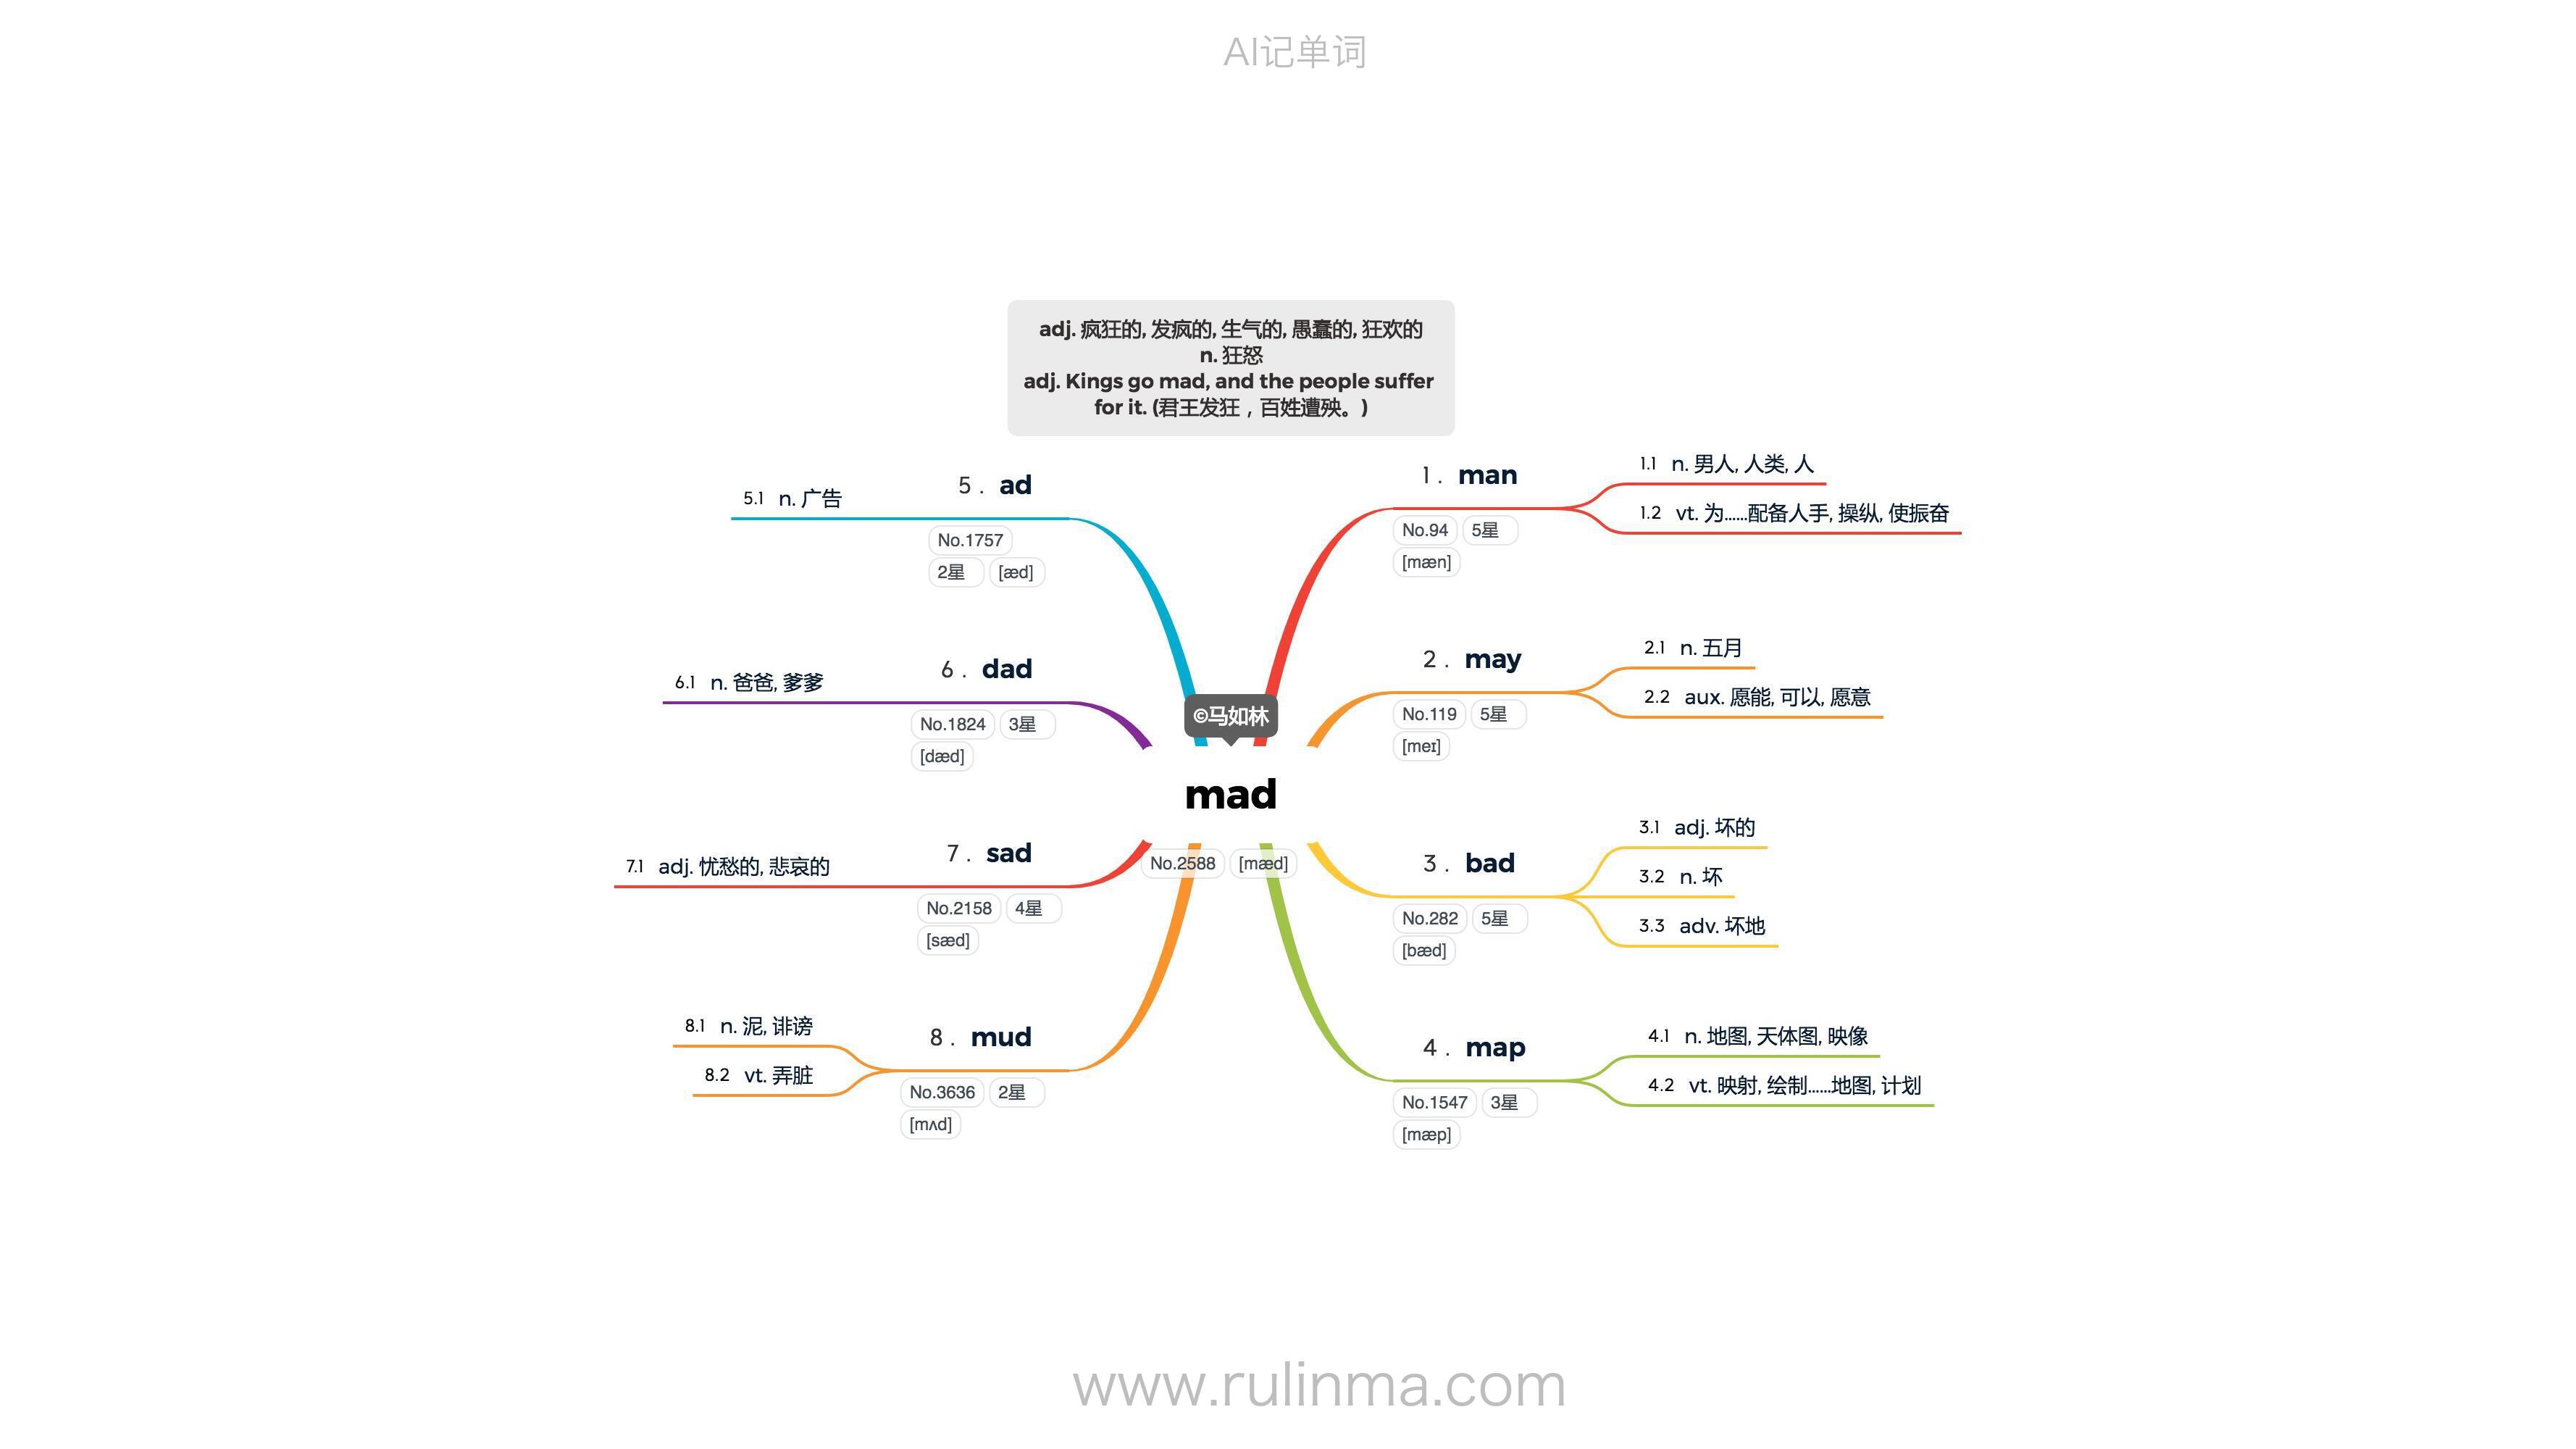 AI记单词
adj. 疯狂的, 发疯的, 生气的, 愚蠢的, 狂欢的
n. 狂怒
adj. Kings go mad, and the people suffer
for it. (君王发狂，百姓遭殃。)
©马如林
mad
No.2588 [mæd]
1. man
No.94 5星
[mæn]
1.1 n. 男人, 人类, 人
1.2 vt. 为……配备人手, 操纵, 使振奋
2. may
No.119 5星
[meɪ]
2.1 n. 五月
2.2 aux. 愿能, 可以, 愿意
3. bad
No.282 5星
[bæd]
3.1 adj. 坏的
3.2 n. 坏
3.3 adv. 坏地
4. map
No.1547 3星
[mæp]
4.1 n. 地图, 天体图, 映像
4.2 vt. 映射, 绘制……地图, 计划
5. ad
No.1757
2星 [æd]
5.1 n. 广告
6. dad
No.1824 3星
[dæd]
6.1 n. 爸爸, 爹爹
7. sad
No.2158 4星
[sæd]
7.1 adj. 忧愁的, 悲哀的
8. mud
No.3636 2星
[mʌd]
8.1 n. 泥, 诽谤
8.2 vt. 弄脏
www.rulinma.com